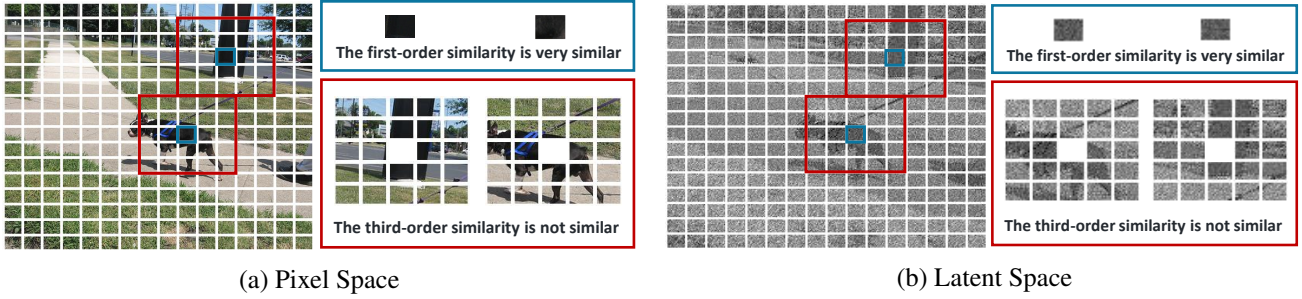 The first-order similarity is very similar
The third-order similarity is not similar
(a) Pixel Space
The first-order similarity is very similar
The third-order similarity is not similar
(b) Latent Space